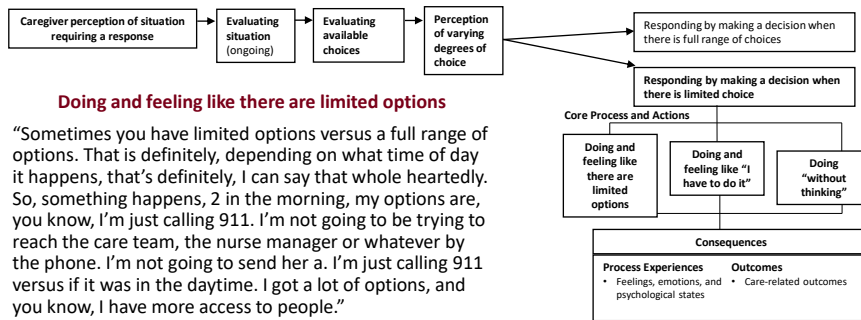 Caregiver perception of situation
requiring a response
Evaluating
situation
(ongoing)
Evaluating
available
choices
Perception
of varying
degrees of
choice
Responding by making a decision when
there is full range of choices
Responding by making a decision when
there is limited choice
Doing and feeling like there are limited options
“Sometimes you have limited options versus a full range of
options. That is definitely, depending on what time of day
it happens, that’s definitely, I can say that whole heartedly.
So, something happens, 2 in the morning, my options are,
you know, I’m just calling 911. I’m not going to be trying to
reach the care team, the nurse manager or whatever by
the phone. I’m not going to send her a. I’m just calling 911
versus if it was in the daytime. I got a lot of options, and
you know, I have more access to people.”
Core Process and Actions
Doing and
feeling like
there are
limited
options
Doing and
feeling like “I
have to do it”
Doing
“without
thinking”
Consequences
Process Experiences
• Feelings, emotions, and
psychological states
Outcomes
• Care-related outcomes